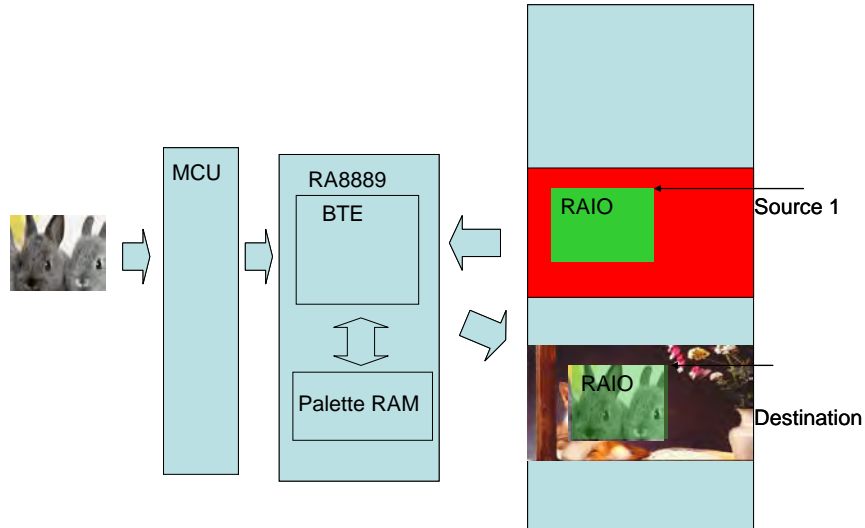 MCU
RA8889
BTE
Palette RAM
RAIO
Source 1
RAIO
Destination